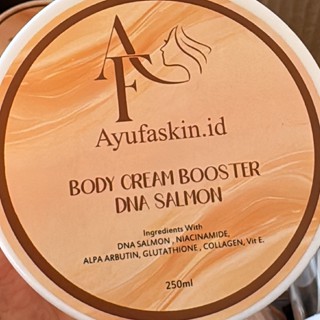 AF
Ayufaskin.id
BODY CREAM BOOSTER
DNA SALMON
Ingredients With
DNA SALMON , NIACINAMIDE,
ALPA ARBUTIN, GLUTATHIONE , COLLAGEN, Vit E.
250ml